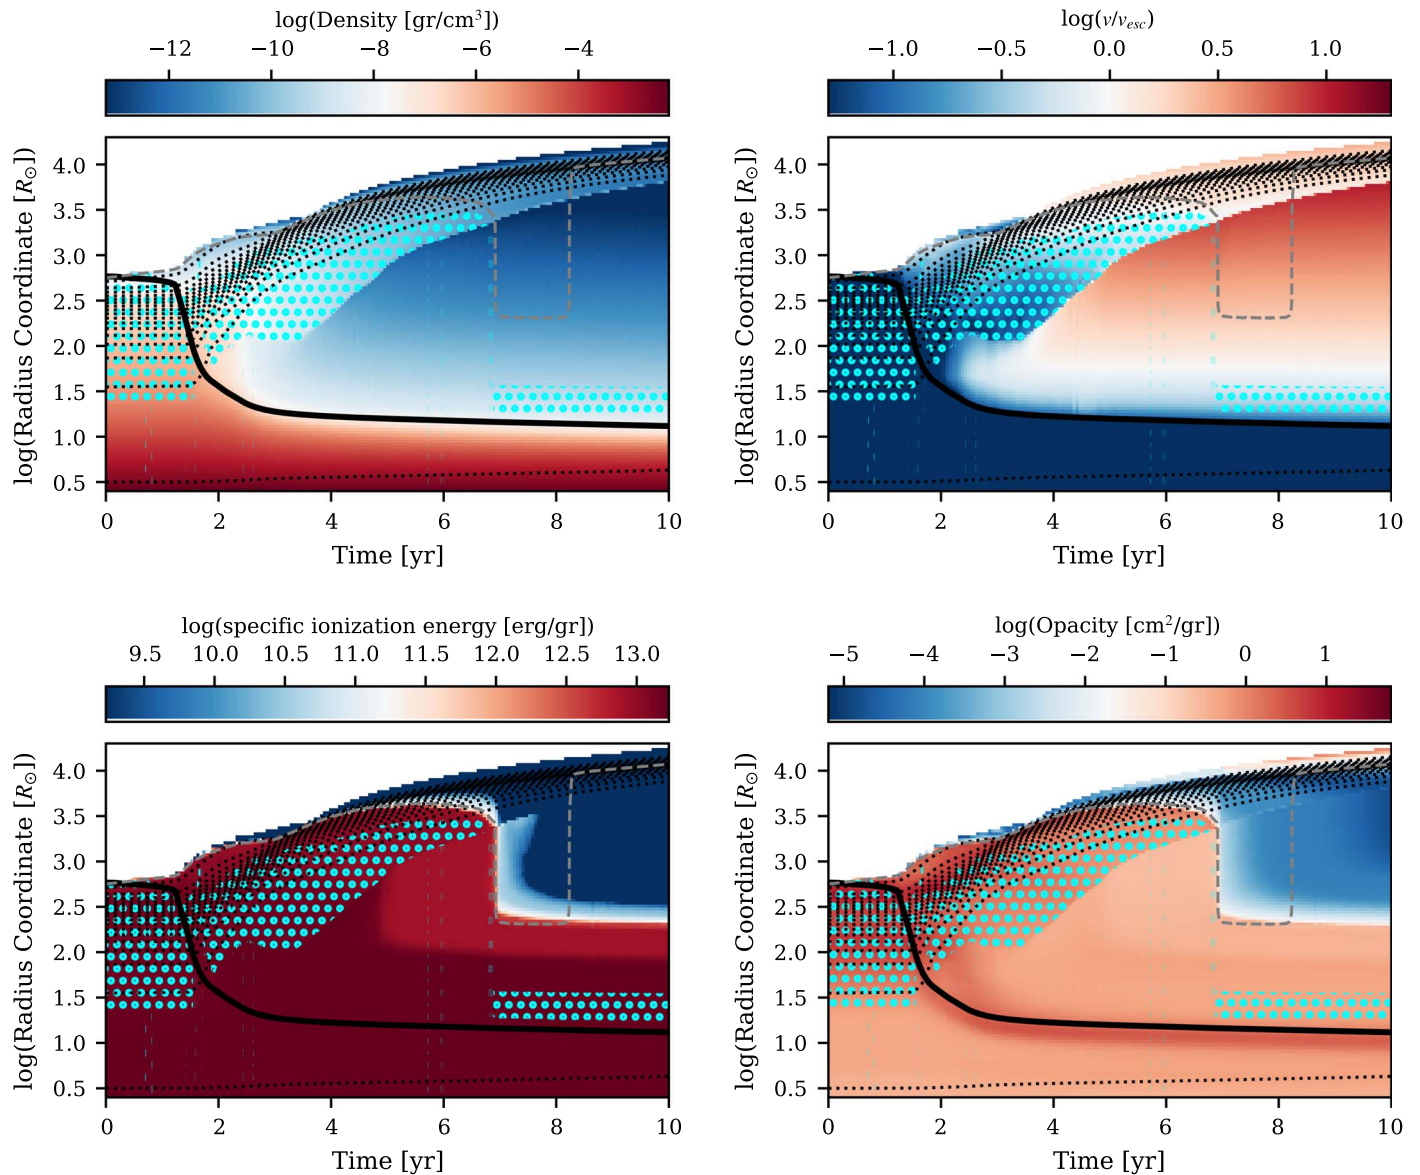 log(Density [gr/cm³])
−12 −10 −8 −6 −4
log(Radius Coordinate [R⊙])
4.0
3.5
3.0
2.5
2.0
1.5
1.0
0.5
0 2 4 6 8 10
Time [yr]
log(v/v_esc)
−1.0 −0.5 0.0 0.5 1.0
log(Radius Coordinate [R⊙])
4.0
3.5
3.0
2.5
2.0
1.5
1.0
0.5
0 2 4 6 8 10
Time [yr]
log(specific ionization energy [erg/gr])
9.5 10.0 10.5 11.0 11.5 12.0 12.5 13.0
log(Radius Coordinate [R⊙])
4.0
3.5
3.0
2.5
2.0
1.5
1.0
0.5
0 2 4 6 8 10
Time [yr]
log(Opacity [cm²/gr])
−5 −4 −3 −2 −1 0 1
log(Radius Coordinate [R⊙])
4.0
3.5
3.0
2.5
2.0
1.5
1.0
0.5
0 2 4 6 8 10
Time [yr]